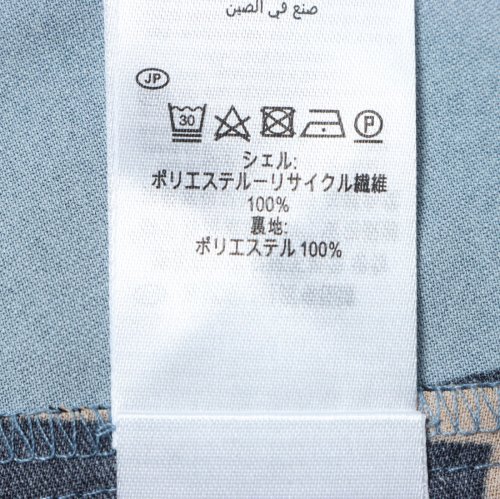 صنع في الصين
JP
30
P
シェル:
ポリエステルーリサイクル繊維
100%
裏地:
ポリエステル 100%